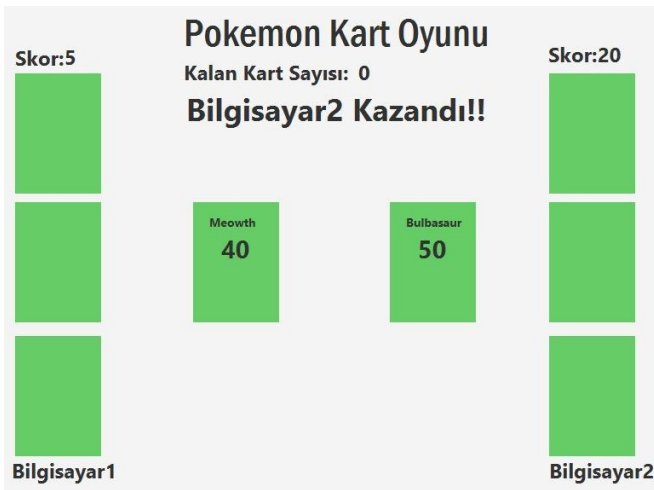 Pokemon Kart Oyunu
Skor:5
Skor:20
Kalan Kart Sayısı: 0
Bilgisayar2 Kazandı!!
Meowth
40
Bulbasaur
50
Bilgisayar1
Bilgisayar2